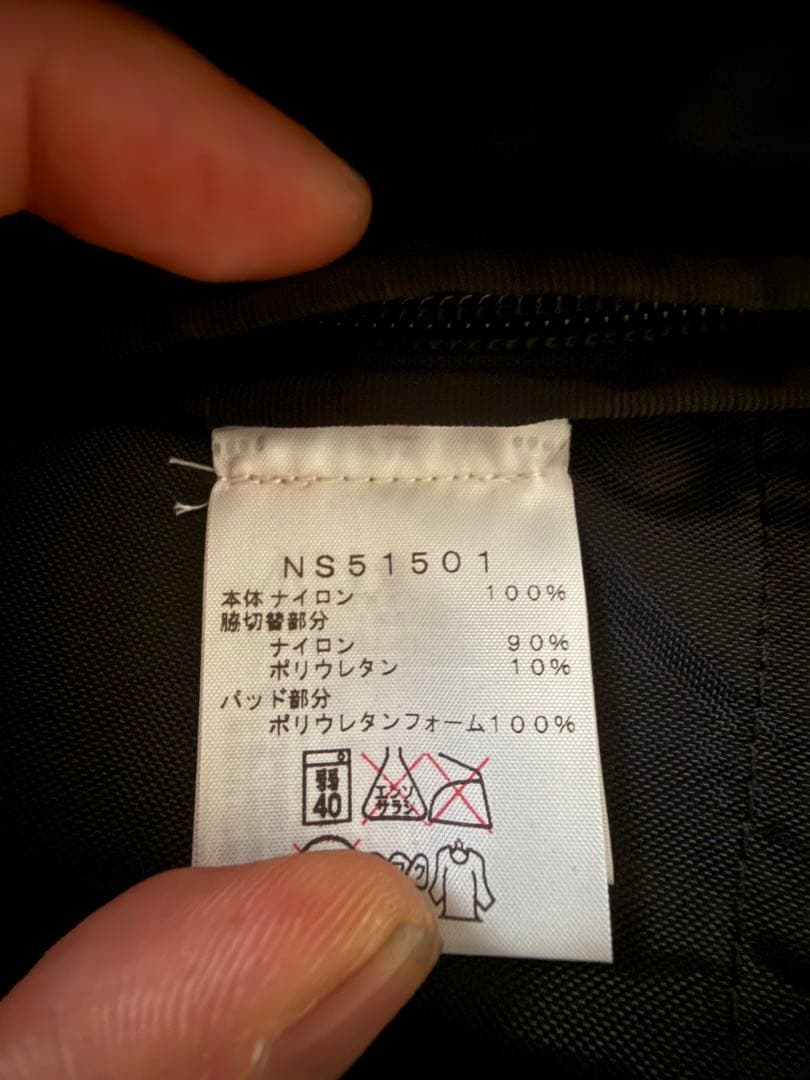 NS51501
本体 ナイロン 100%
脇切替部分
ナイロン 90%
ポリウレタン 10%
パッド部分
ポリウレタンフォーム100%
弱
40
エンソ
サラシ